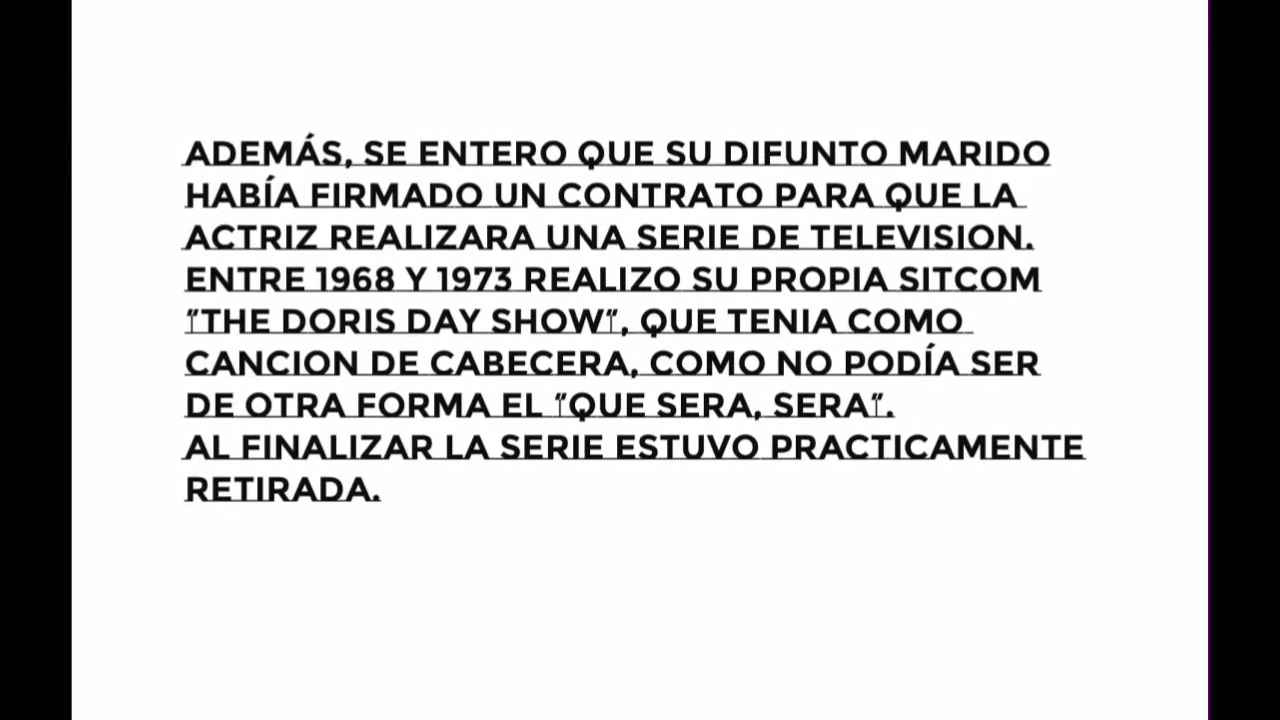 ADEMÁS, SE ENTERO QUE SU DIFUNTO MARIDO
HABÍA FIRMADO UN CONTRATO PARA QUE LA
ACTRIZ REALIZARA UNA SERIE DE TELEVISION.
ENTRE 1968 Y 1973 REALIZO SU PROPIA SITCOM
"THE DORIS DAY SHOW", QUE TENIA COMO
CANCION DE CABECERA, COMO NO PODÍA SER
DE OTRA FORMA EL "QUE SERA, SERA".
AL FINALIZAR LA SERIE ESTUVO PRACTICAMENTE
RETIRADA.